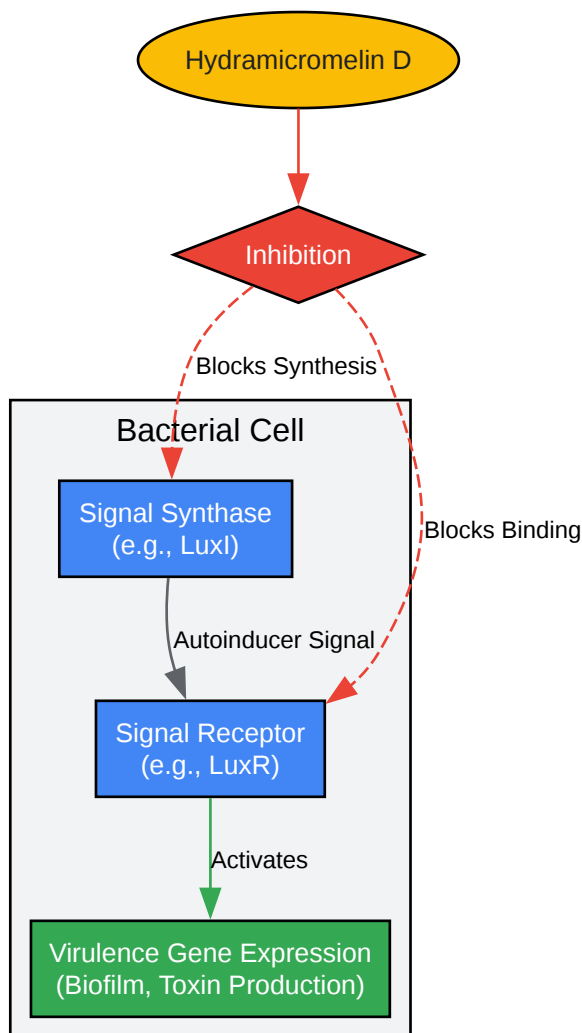 Hydramicromelin D
Inhibition
Blocks Synthesis
Bacterial Cell
Signal Synthase
(e.g., LuxI)
Blocks Binding
Autoinducer Signal
Signal Receptor
(e.g., LuxR)
Activates
Virulence Gene Expression
(Biofilm, Toxin Production)